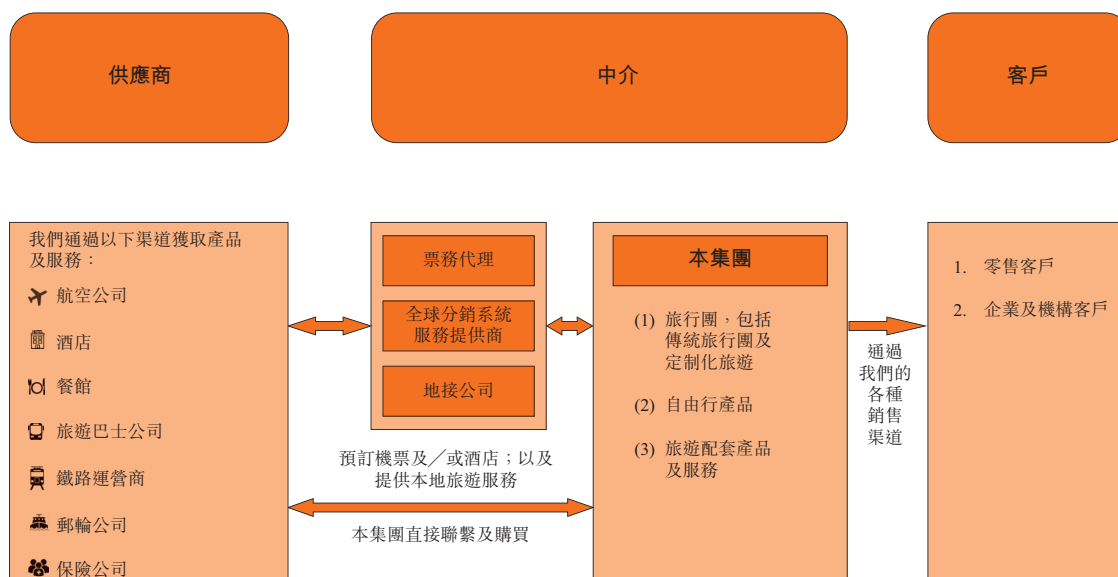 供應商
中介
客戶
我們通過以下渠道獲取產品
及服務：
航空公司
酒店
餐館
旅遊巴士公司
鐵路運營商
郵輪公司
保險公司
票務代理
全球分銷系統
服務提供商
地接公司
預訂機票及／或酒店；以及
提供本地旅遊服務
本集團直接聯繫及購買
本集團
(1) 旅行團，包括
傳統旅行團及
定制化旅遊
(2) 自由行產品
(3) 旅遊配套產品
及服務
通過
我們的
各種
銷售
渠道
1. 零售客戶
2. 企業及機構客戶